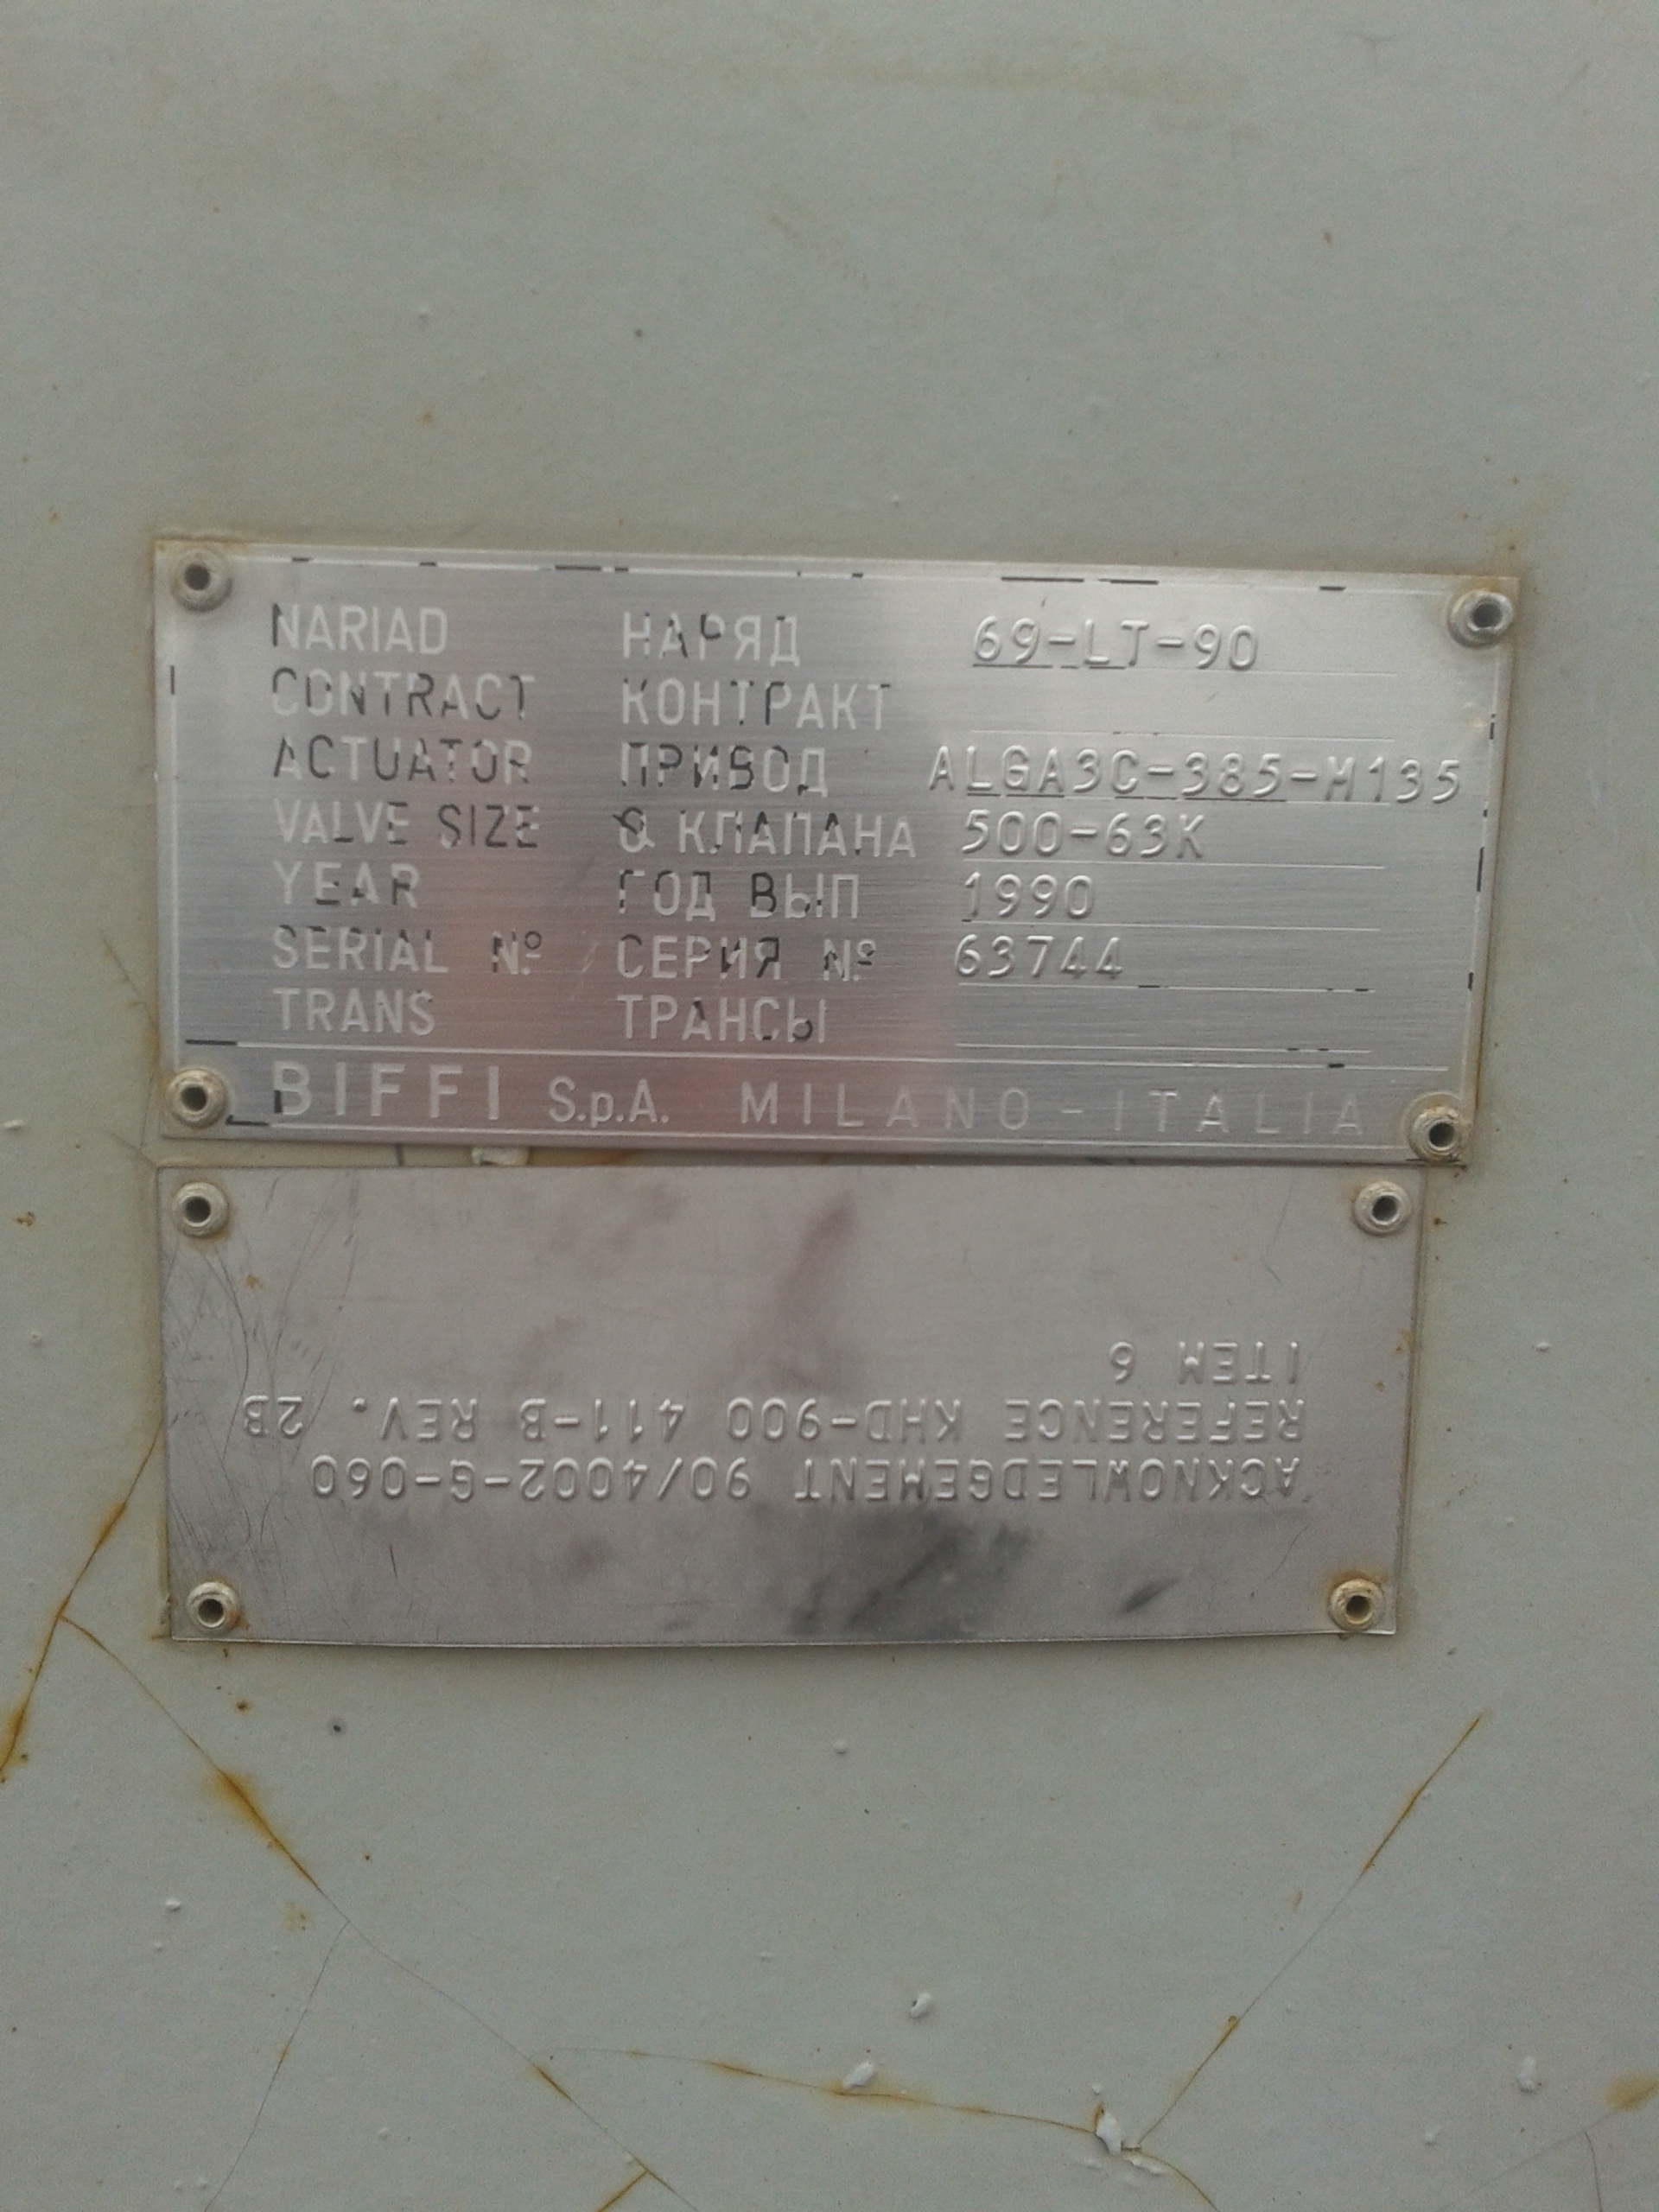 NARIAD НАРЯД 69-LT-90
CONTRACT КОНТРАКТ
ACTUATOR ПРИВОД ALGA3C-385-M135
VALVE SIZE & КЛАПАНА 500-63K
YEAR ГОД ВЫП 1990
SERIAL Nº СЕРИЯ Nº 63744
TRANS ТРАНСЫ
BIFFI S.p.A. MILANO - ITALIA
ACKNOWLEDGEMENT 90/4002-G-060
REFERENCE KHD-900 411-B REV. 2B
ITEM 6